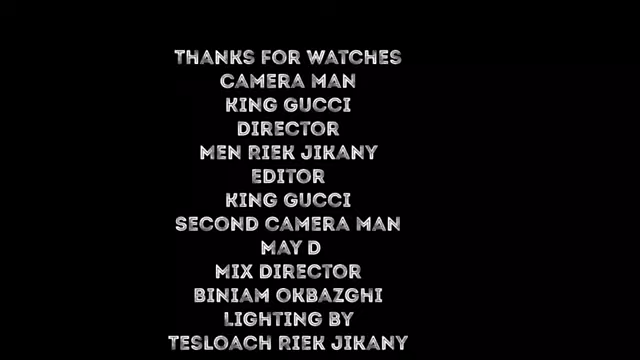 THANKS FOR WATCHES
CAMERA MAN
KING GUCCI
DIRECTOR
MEN RIEK JIKANY
EDITOR
KING GUCCI
SECOND CAMERA MAN
MAY D
MIX DIRECTOR
BINIAM OKBAZGHI
LIGHTING BY
TESLOACH RIEK JIKANY